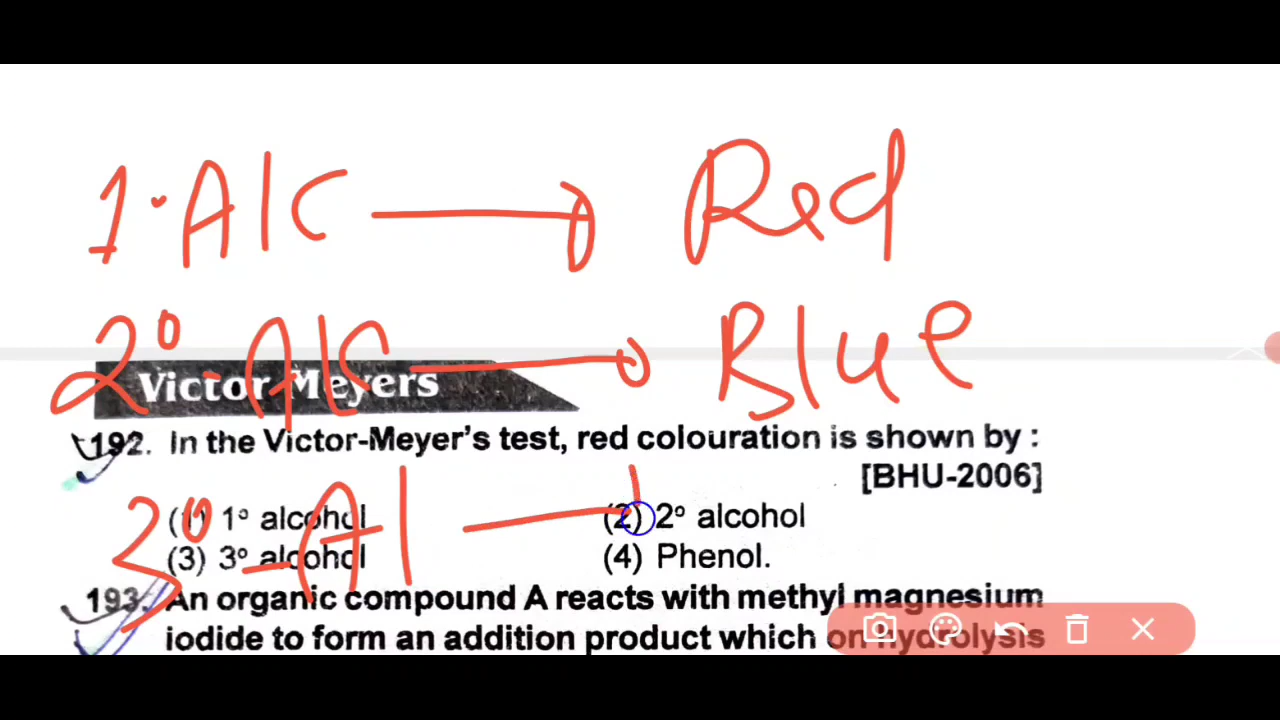 1·Alc → Red
2°·Alc → Blue
Victor Meyers
192. In the Victor-Meyer's test, red colouration is shown by :
[BHU-2006]
3°-Al
(1) 1° alcohol (2) 2° alcohol
(3) 3° alcohol (4) Phenol.
193. An organic compound A reacts with methyl magnesium
iodide to form an addition product which on hydrolysis